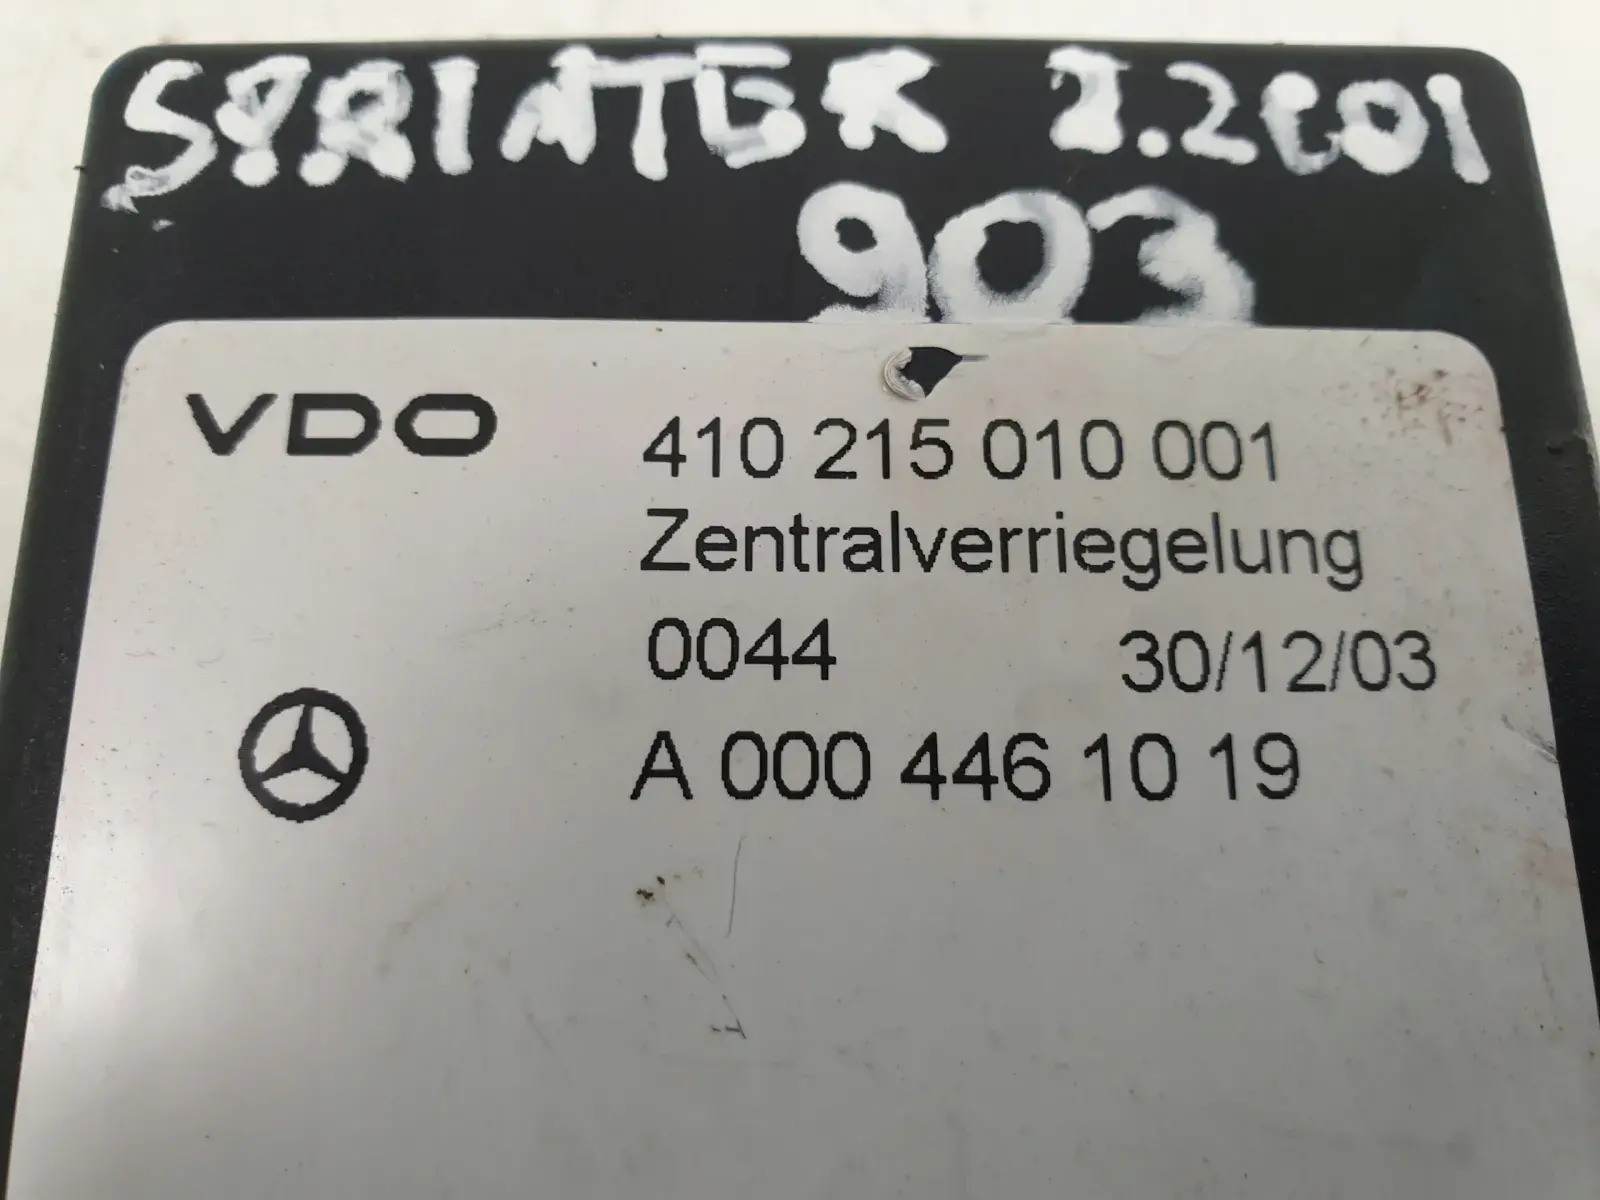 SPRINTER 2.2CDI
903
VDO 410 215 010 001
Zentralverriegelung
0044 30/12/03
A 000 446 10 19